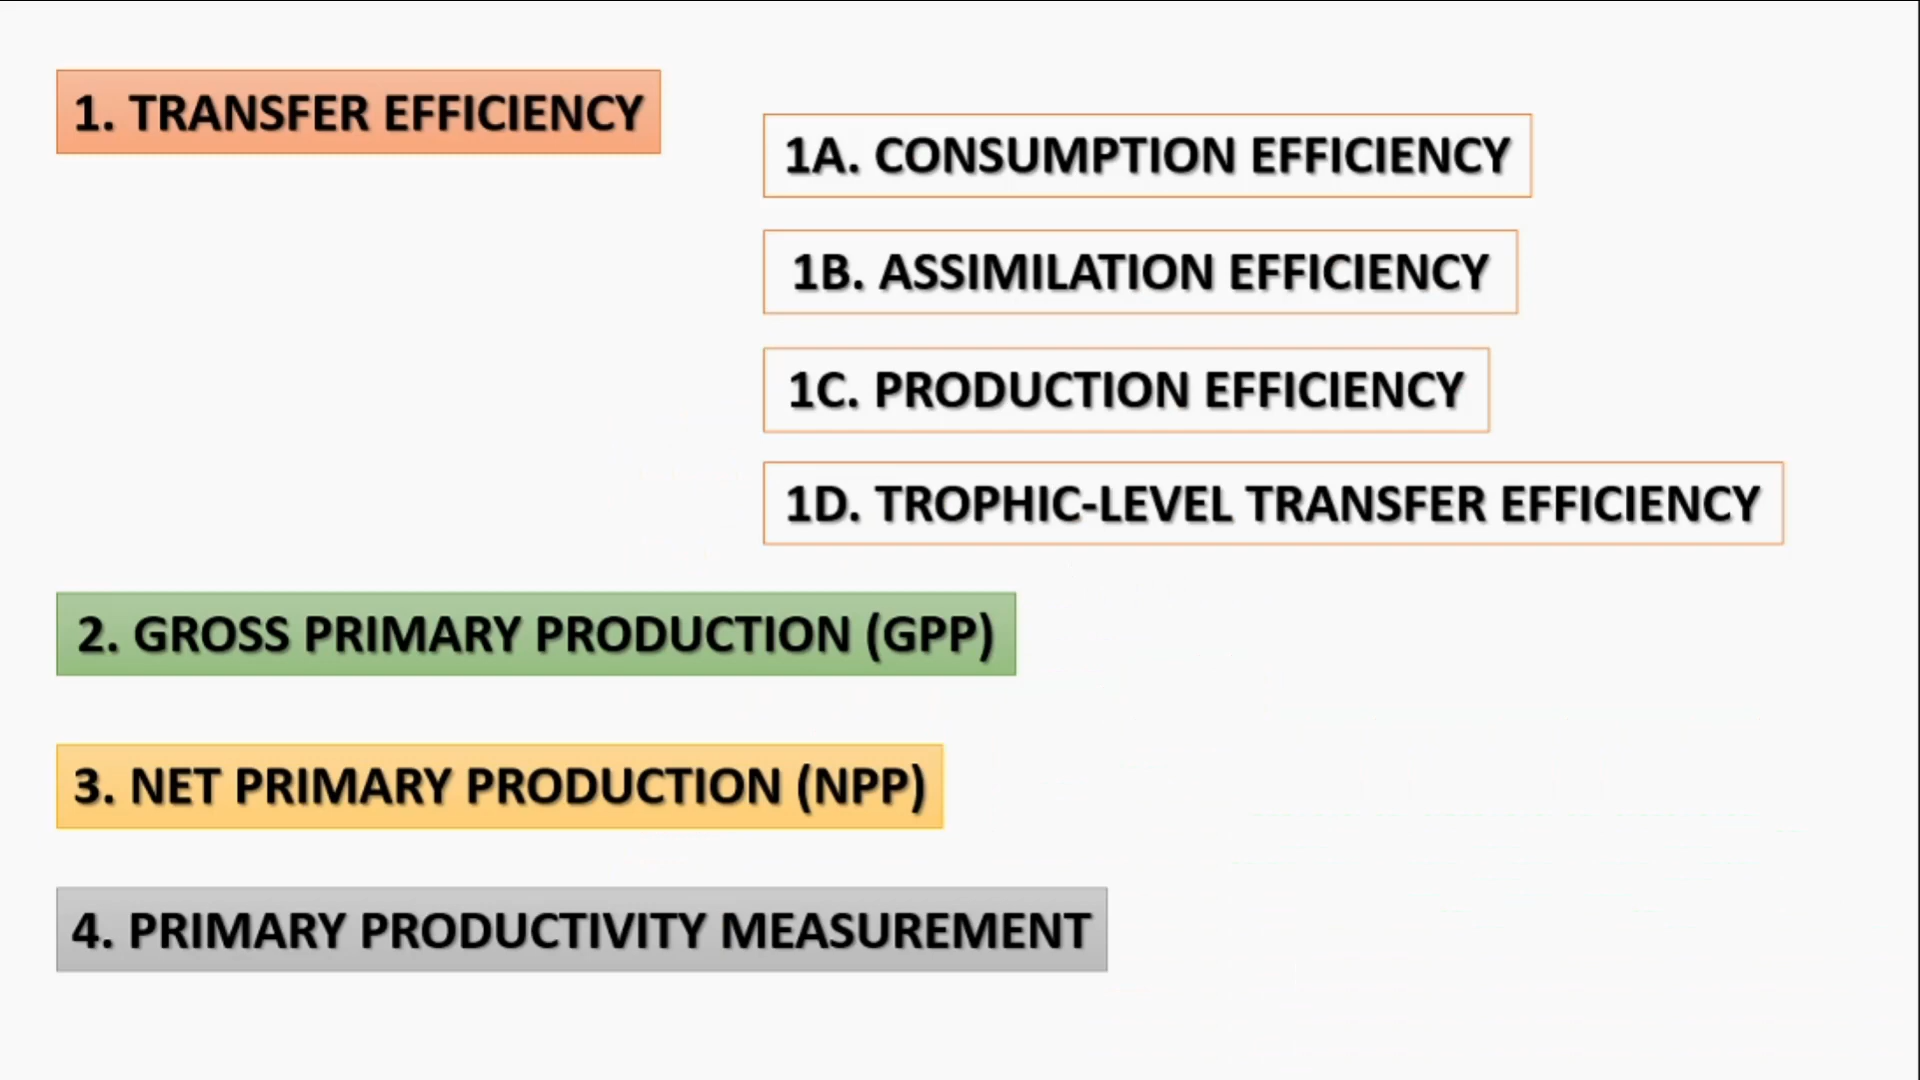 1. TRANSFER EFFICIENCY
1A. CONSUMPTION EFFICIENCY
1B. ASSIMILATION EFFICIENCY
1C. PRODUCTION EFFICIENCY
1D. TROPHIC-LEVEL TRANSFER EFFICIENCY
2. GROSS PRIMARY PRODUCTION (GPP)
3. NET PRIMARY PRODUCTION (NPP)
4. PRIMARY PRODUCTIVITY MEASUREMENT